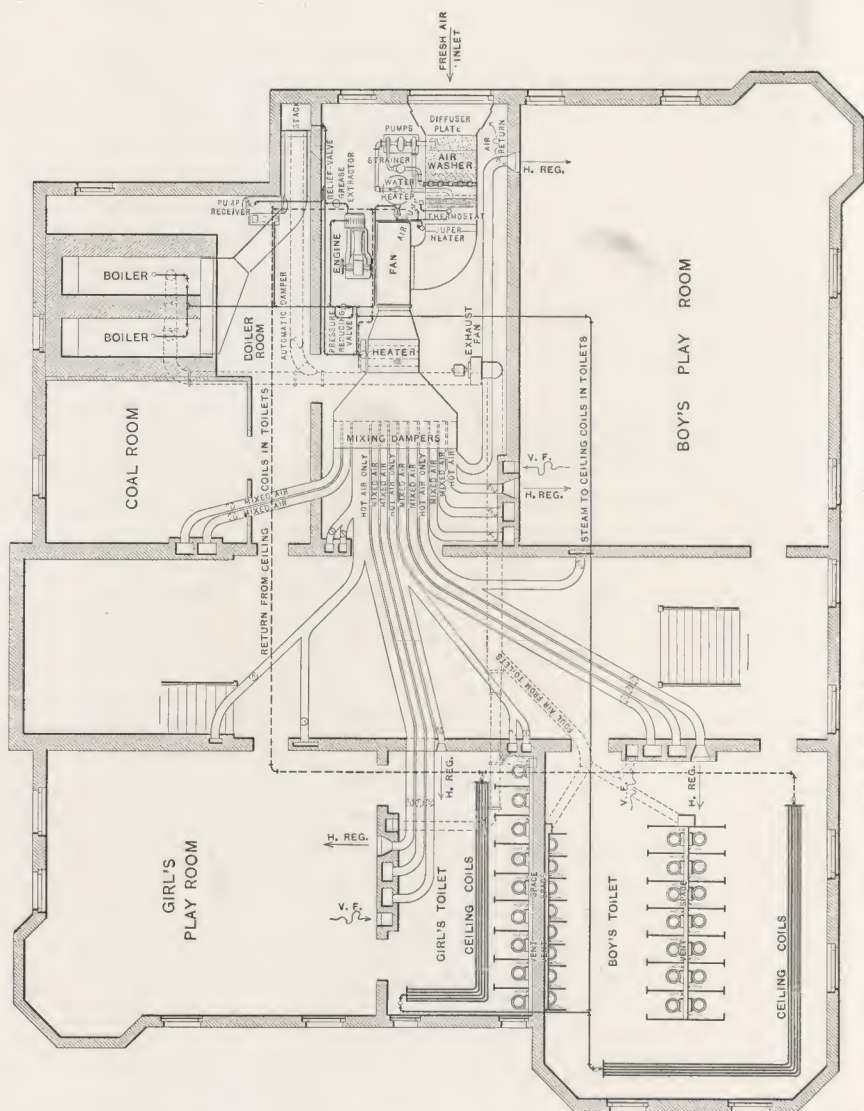 FRESH AIR
INLET
STACK
DIFFUSER
PLATE
PUMPS
STRAINER
AIR
WASHER
WATER
HEATER
THERMOSTAT
AIR
RETURN
H. REG.
RELIEF-VALVE
GREASE
EXTRACTOR
PUMP
RECEIVER
ENGINE
FAN
BOILER
BOILER
BOILER
ROOM
AUTOMATIC DAMPER
PRESSURE
REDUCING
VALVE
HEATER
EXHAUST
FAN
BOY'S PLAY ROOM
COAL ROOM
MIXING DAMPERS
MIXED AIR
MIXED AIR
HOT AIR ONLY
MIXED AIR
MIXED AIR
HOT AIR ONLY
MIXED AIR
MIXED AIR
HOT AIR ONLY
MIXED AIR
MIXED AIR
HOT AIR
V. F.
H. REG.
STEAM TO CEILING COILS IN TOILETS
RETURN FROM CEILING COILS IN TOILETS
FOUL AIR FROM TOILETS
GIRL'S
PLAY ROOM
H. REG.
V. F.
H. REG.
GIRL'S TOILET
CEILING COILS
VENT SPACE
VENT SPACE
V. F.
H. REG.
BOY'S TOILET
VENT SPACE
CEILING COILS